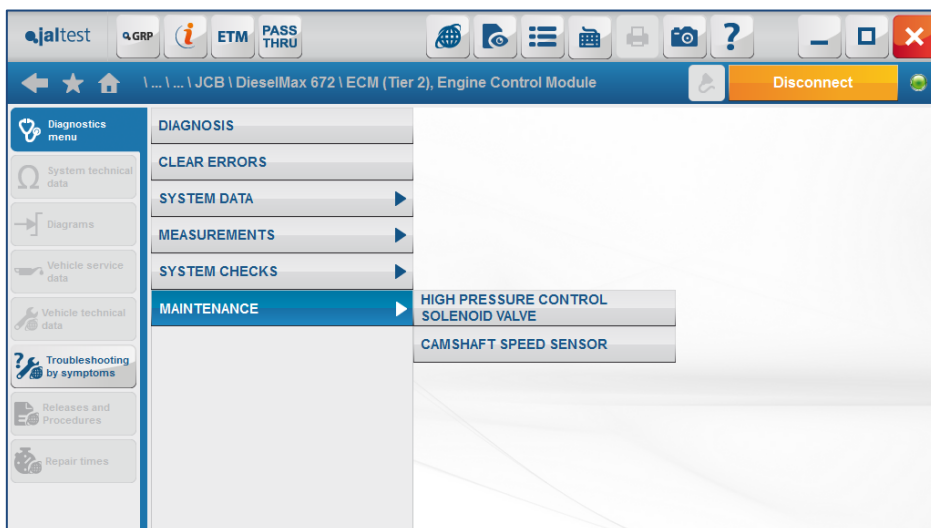 jaltest
GRP
i
ETM
PASS
THRU
?
\ ... \ ... \ JCB \ DieselMax 672 \ ECM (Tier 2), Engine Control Module
Disconnect
Diagnostics
menu
System technical
data
Diagrams
Vehicle service
data
Vehicle technical
data
Troubleshooting
by symptoms
Releases and
Procedures
Repair times
DIAGNOSIS
CLEAR ERRORS
SYSTEM DATA
MEASUREMENTS
SYSTEM CHECKS
MAINTENANCE
HIGH PRESSURE CONTROL
SOLENOID VALVE
CAMSHAFT SPEED SENSOR